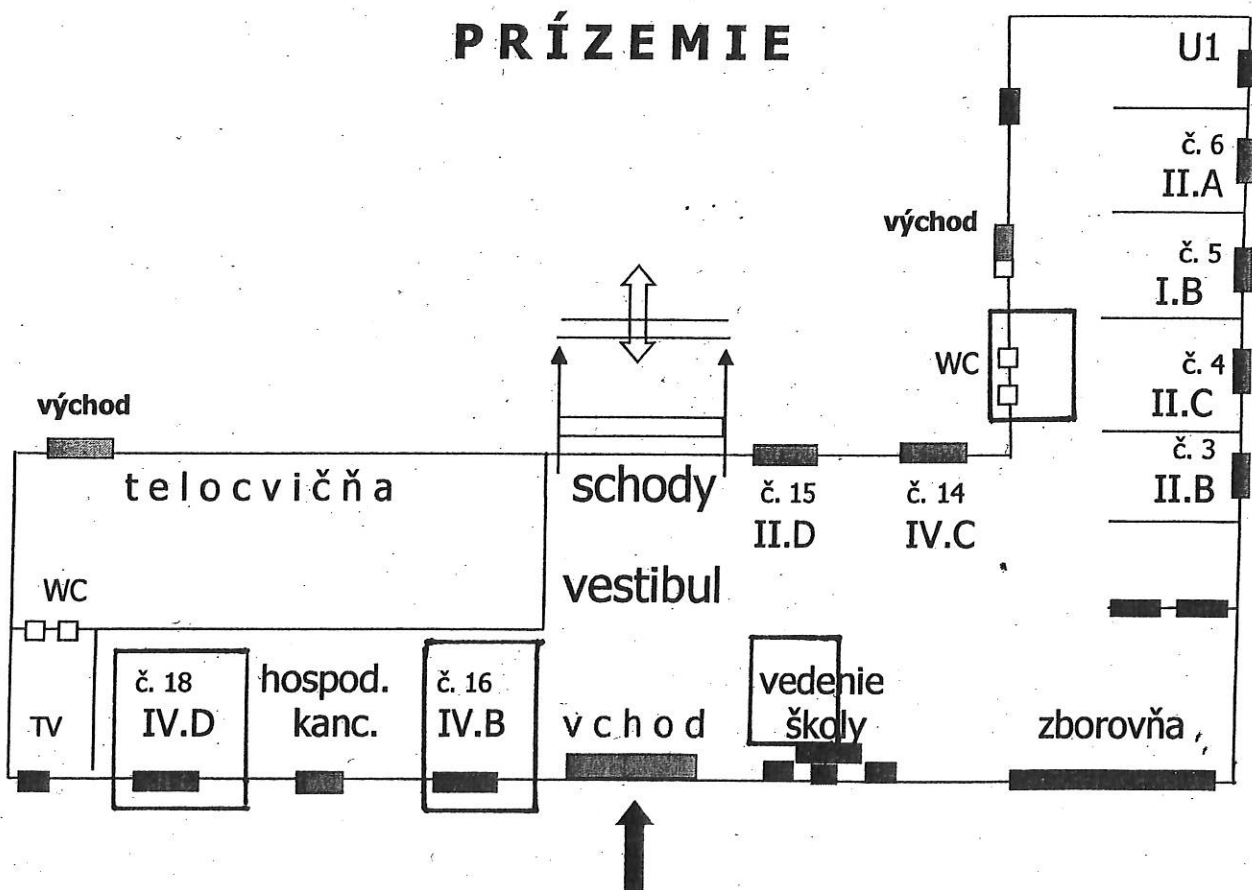 PRÍZEMIE
U1
č. 6
II.A
východ
č. 5
I.B
WC
č. 4
II.C
východ
č. 3
II.B
telocvičňa
schody
č. 15
II.D
č. 14
IV.C
WC
vestibul
č. 18
IV.D
hospod.
kanc.
č. 16
IV.B
vedenie
školy
TV
vchod
zborovňa